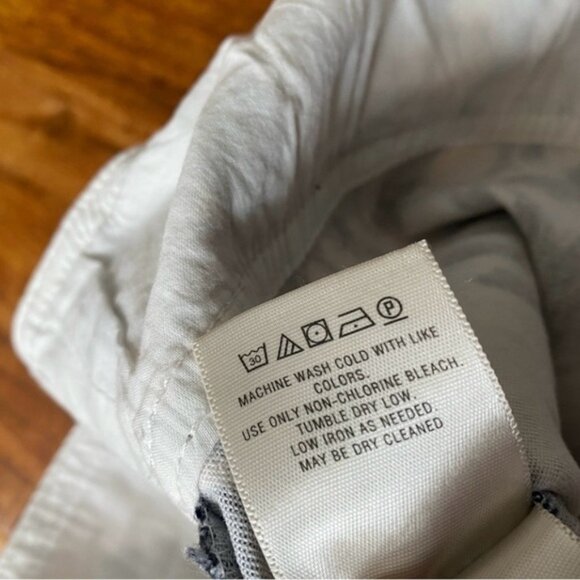 30 P
MACHINE WASH COLD WITH LIKE
COLORS.
USE ONLY NON-CHLORINE BLEACH.
TUMBLE DRY LOW.
LOW IRON AS NEEDED.
MAY BE DRY CLEANED